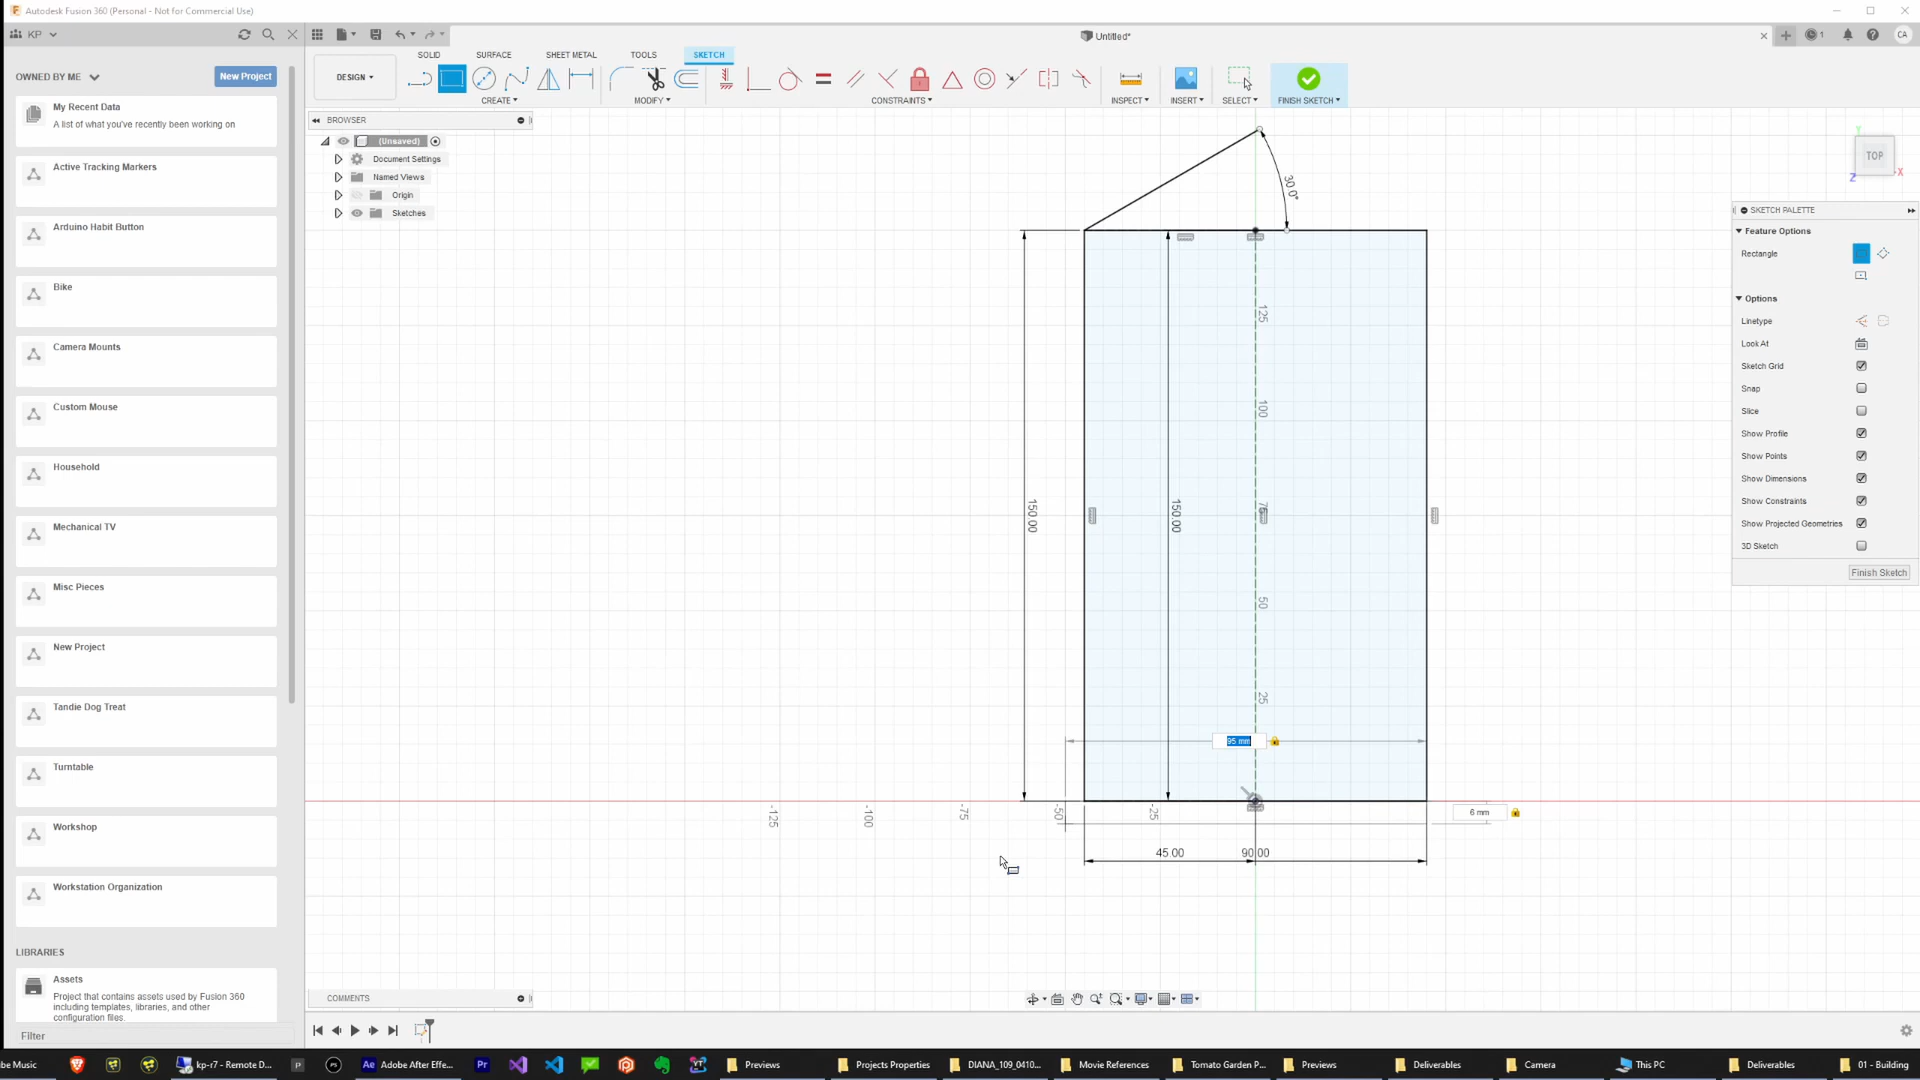 Autodesk Fusion 360 (Personal - Not for Commercial Use)
KP
Untitled*
1
CA
OWNED BY ME
New Project
My Recent Data
A list of what you've recently been working on
Active Tracking Markers
Arduino Habit Button
Bike
Camera Mounts
Custom Mouse
Household
Mechanical TV
Misc Pieces
New Project
Tandie Dog Treat
Turntable
Workshop
Workstation Organization
LIBRARIES
Assets
Project that contains assets used by Fusion 360
including templates, libraries, and other
configuration files.
Filter
SOLID
SURFACE
SHEET METAL
TOOLS
SKETCH
DESIGN
CREATE
MODIFY
CONSTRAINTS
INSPECT
INSERT
SELECT
FINISH SKETCH
BROWSER
(Unsaved)
Document Settings
Named Views
Origin
Sketches
TOP
Y
X
Z
30.0°
125
100
75
50
25
150.00
150.00
95 mm
6 mm
-125
-100
-75
-50
-25
45.00
90.00
SKETCH PALETTE
Feature Options
Rectangle
Options
Linetype
Look At
Sketch Grid
Snap
Slice
Show Profile
Show Points
Show Dimensions
Show Constraints
Show Projected Geometries
3D Sketch
Finish Sketch
COMMENTS
be Music
kp-r7 - Remote D...
P
PS
Ae
Adobe After Effe...
Pr
Previews
Projects Properties
DIANA_109_0410...
Movie References
Tomato Garden P...
Previews
Deliverables
Camera
This PC
Deliverables
01 - Building